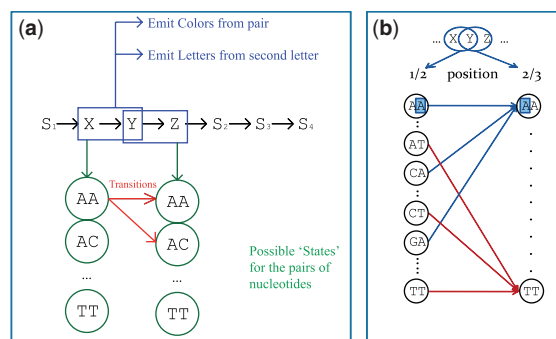 (a)
Emit Colors from pair
Emit Letters from second letter
S1 X Y Z S2 S3 S4
Transitions
AA AA
AC AC
Possible 'States'
for the pairs of
nucleotides
... ...
TT TT
(b)
... X Y Z ...
1/2 position 2/3
AA AA
AT
CA
CT
GA
TT TT